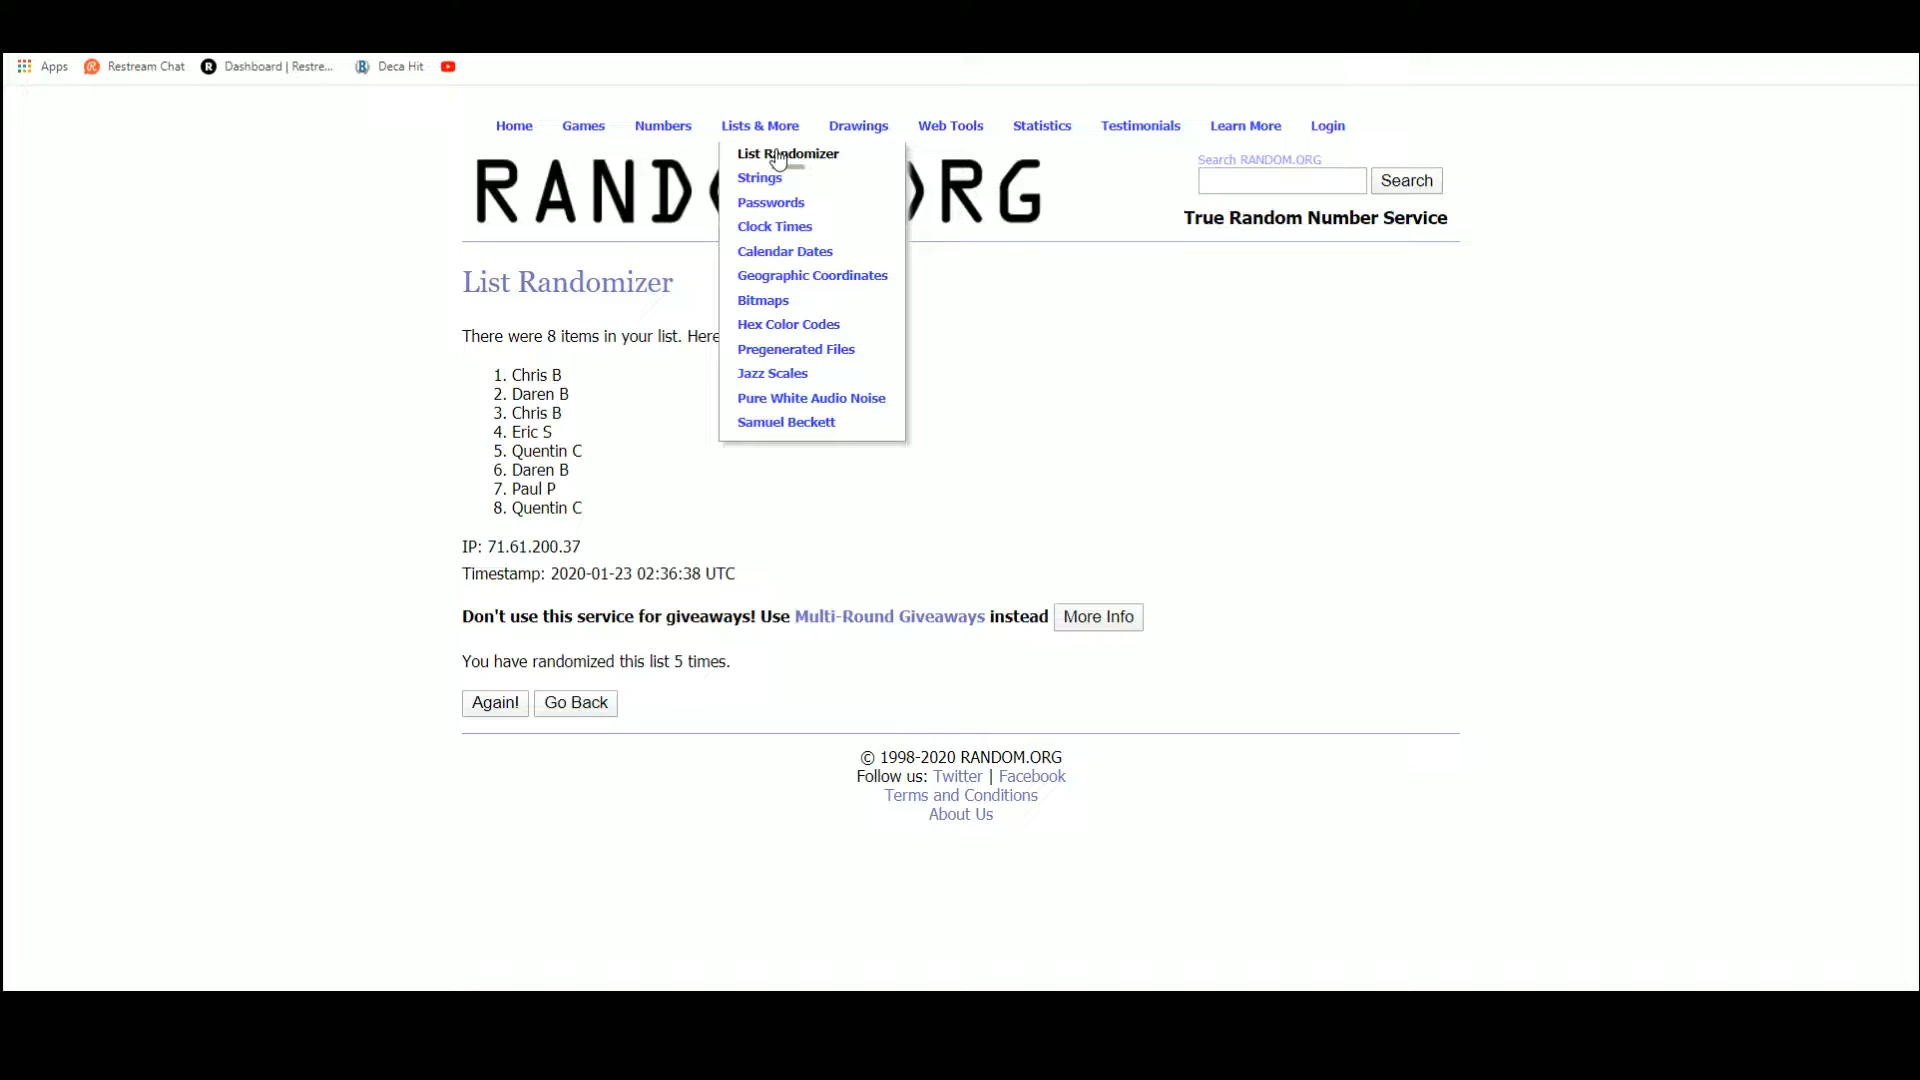 Apps Restream Chat Dashboard | Restre... Deca Hit
Home Games Numbers Lists & More Drawings Web Tools Statistics Testimonials Learn More Login
List Randomizer
Strings
Passwords
Clock Times
Calendar Dates
Geographic Coordinates
Bitmaps
Hex Color Codes
Pregenerated Files
Jazz Scales
Pure White Audio Noise
Samuel Beckett
RAND RG
Search RANDOM.ORG
Search
True Random Number Service
List Randomizer
There were 8 items in your list. Here
1. Chris B
2. Daren B
3. Chris B
4. Eric S
5. Quentin C
6. Daren B
7. Paul P
8. Quentin C
IP: 71.61.200.37
Timestamp: 2020-01-23 02:36:38 UTC
Don't use this service for giveaways! Use Multi-Round Giveaways instead More Info
You have randomized this list 5 times.
Again! Go Back
© 1998-2020 RANDOM.ORG
Follow us: Twitter | Facebook
Terms and Conditions
About Us